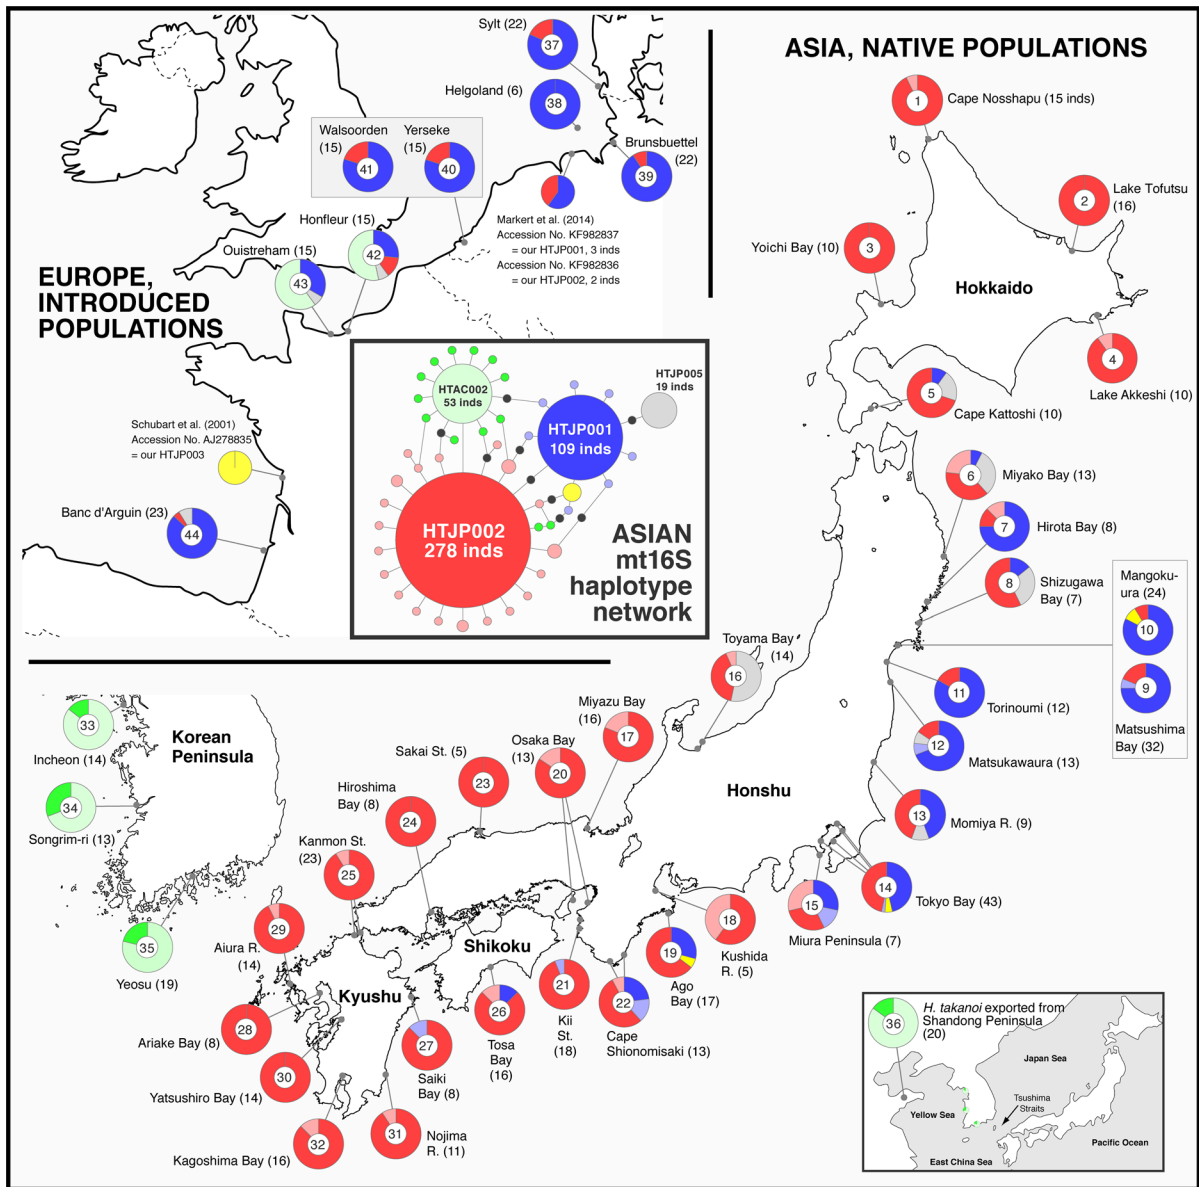 Sylt (22)
37
Helgoland (6)
38
Walsoorden
(15)
41
Yerseke
(15)
40
Brunsbuettel
(22)
39
Markert et al. (2014)
Accession No. KF982837
= our HTJP001, 3 inds
Accession No. KF982836
= our HTJP002, 2 inds
Honfleur (15)
42
Ouistreham (15)
43
EUROPE,
INTRODUCED
POPULATIONS
Schubart et al. (2001)
Accession No. AJ278835
= our HTJP003
Banc d'Arguin (23)
44
HTAC002
53 inds
HTJP001
109 inds
HTJP005
19 inds
HTJP002
278 inds
ASIAN
mt16S
haplotype
network
ASIA, NATIVE POPULATIONS
1
Cape Nosshapu (15 inds)
2
Lake Tofutsu
(16)
Yoichi Bay (10)
3
Hokkaido
4
Lake Akkeshi (10)
5
Cape Kattoshi (10)
6
Miyako Bay (13)
7
Hirota Bay (8)
8
Shizugawa
Bay (7)
Mangoku-
ura (24)
10
9
Matsushima
Bay (32)
11
Torinoumi (12)
12
Matsukawaura (13)
13
Momiya R. (9)
14
Tokyo Bay (43)
15
Miura Peninsula (7)
Toyama Bay
(14)
16
Honshu
Miyazu Bay
(16)
17
18
Kushida
R. (5)
19
Ago
Bay (17)
Osaka Bay
(13)
20
21
Kii
St.
(18)
22
Cape
Shionomisaki (13)
Sakai St. (5)
23
Hiroshima
Bay (8)
24
Kanmon St.
(23)
25
Shikoku
26
Tosa
Bay
(16)
27
Saiki
Bay (8)
Kyushu
28
Ariake Bay (8)
29
Aiura R.
(14)
30
Yatsushiro Bay (14)
31
Nojima
R. (11)
32
Kagoshima Bay (16)
Korean
Peninsula
33
Incheon (14)
34
Songrim-ri (13)
35
Yeosu (19)
36
H. takanoi exported from
Shandong Peninsula
(20)
Japan Sea
Tsushima
Straits
Yellow Sea
Pacific Ocean
East China Sea